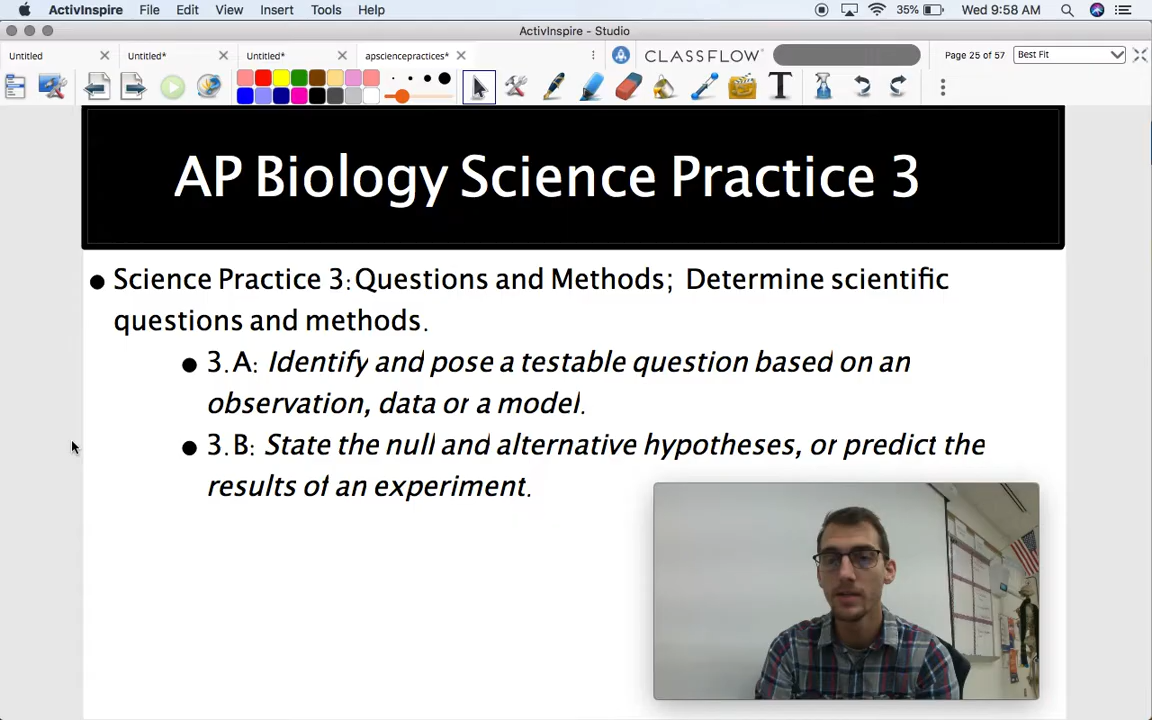 ActivInspire File Edit View Insert Tools Help 35% Wed 9:58 AM
ActivInspire - Studio
Untitled Untitled* Untitled* apsciencepractices* CLASSFLOW Page 25 of 57 Best Fit
AP Biology Science Practice 3
Science Practice 3: Questions and Methods; Determine scientific
questions and methods.
3.A: Identify and pose a testable question based on an
observation, data or a model.
3.B: State the null and alternative hypotheses, or predict the
results of an experiment.